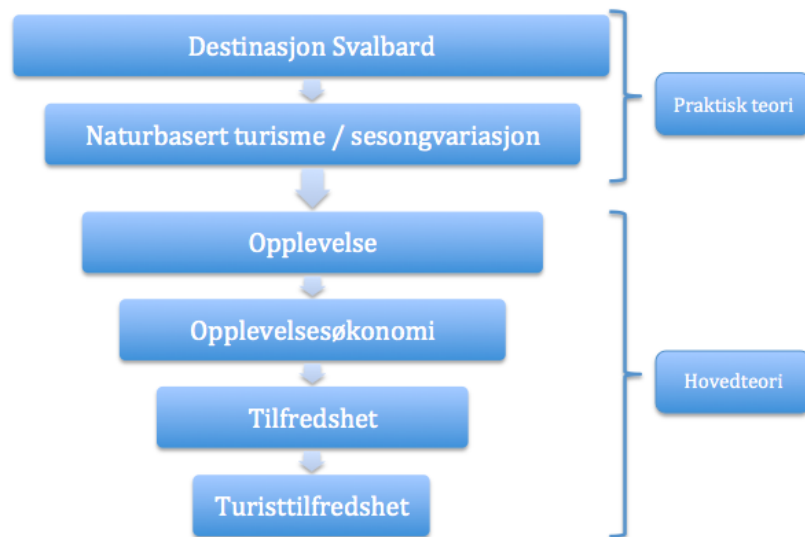 Destinasjon Svalbard
Praktisk teori
Naturbasert turisme / sesongvariasjon
Opplevelse
Opplevelsesøkonomi
Hovedteori
Tilfredshet
Turisttilfredshet